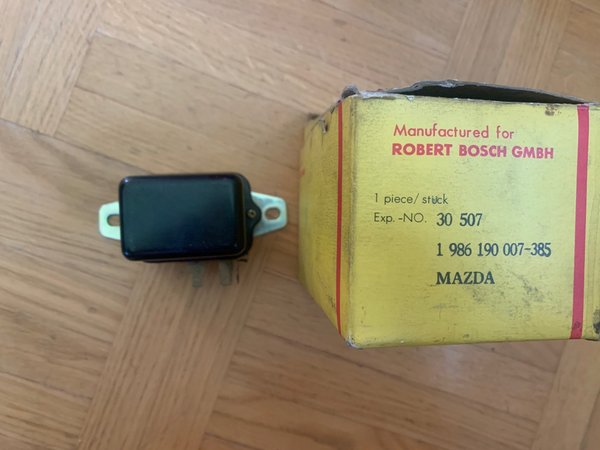 Manufactured for
ROBERT BOSCH GMBH
1 piece/stück
Exp.-NO. 30 507
1 986 190 007-385
MAZDA